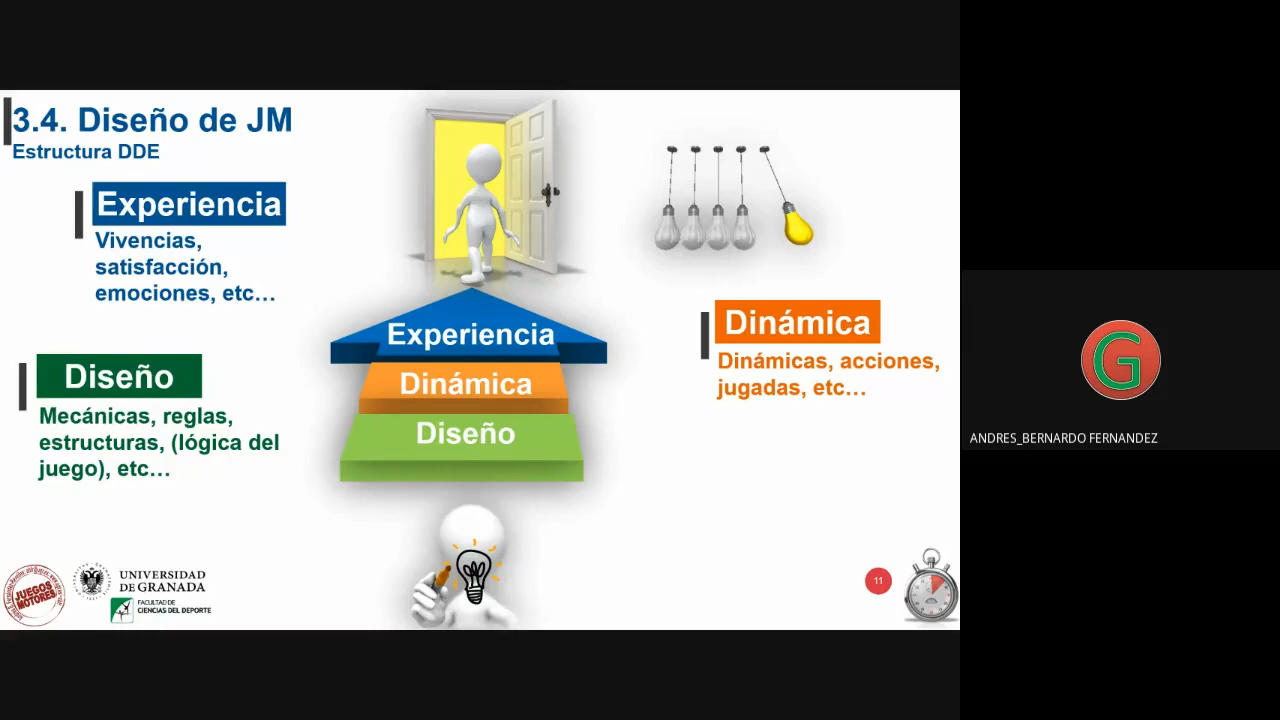 3.4. Diseño de JM
Estructura DDE
Experiencia
Vivencias,
satisfacción,
emociones, etc…
Diseño
Mecánicas, reglas,
estructuras, (lógica del
juego), etc…
Experiencia
Dinámica
Diseño
Dinámica
Dinámicas, acciones,
jugadas, etc…
JUEGOS
MOTORES
UNIVERSIDAD
DE GRANADA
FACULTAD DE
CIENCIAS DEL DEPORTE
11
G
ANDRES_BERNARDO FERNANDEZ